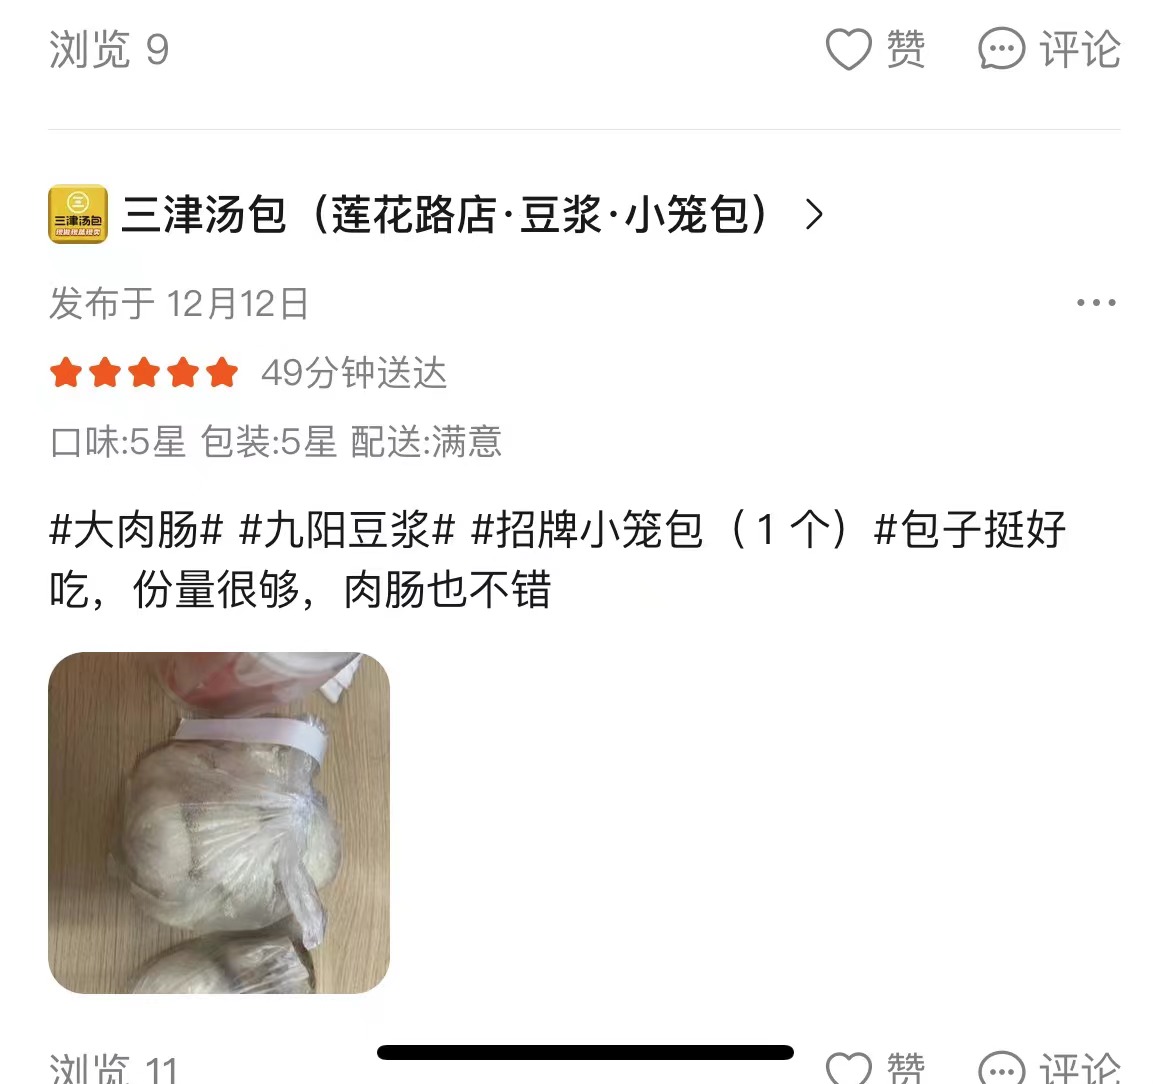 浏览 9
赞
评论
三津汤包
三津汤包（莲花路店·豆浆·小笼包）
发布于 12月12日
49分钟送达
口味:5星 包装:5星 配送:满意
#大肉肠# #九阳豆浆# #招牌小笼包（1 个）#包子挺好
吃，份量很够，肉肠也不错
浏览 11
赞
评论